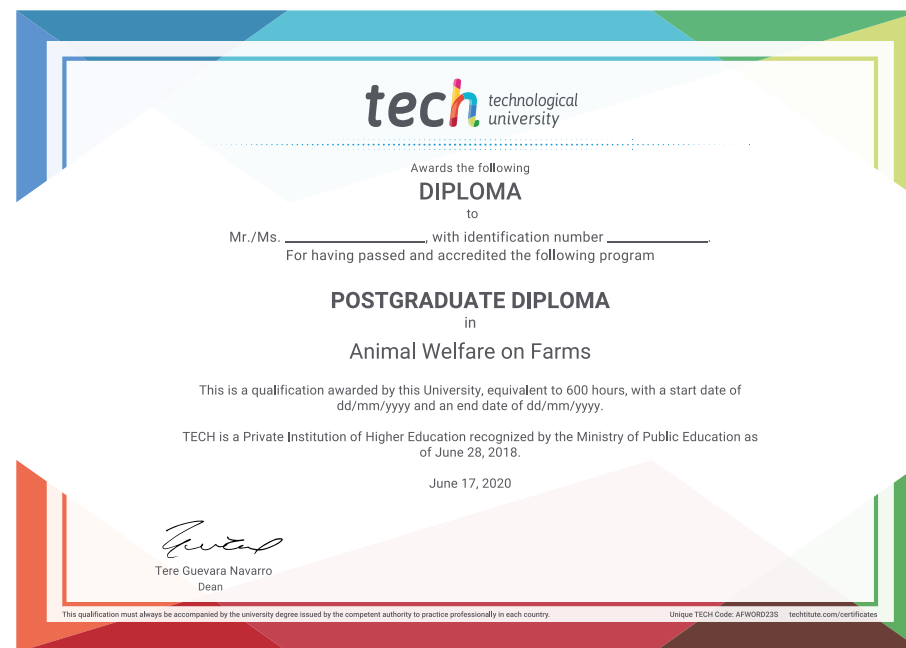 tech technological
university
Awards the following
DIPLOMA
to
Mr./Ms. ____________________, with identification number ______________.
For having passed and accredited the following program
POSTGRADUATE DIPLOMA
in
Animal Welfare on Farms
This is a qualification awarded by this University, equivalent to 600 hours, with a start date of
dd/mm/yyyy and an end date of dd/mm/yyyy.
TECH is a Private Institution of Higher Education recognized by the Ministry of Public Education as
of June 28, 2018.
June 17, 2020
Tere Guevara Navarro
Dean
This qualification must always be accompanied by the university degree issued by the competent authority to practice professionally in each country.
Unique TECH Code: AFWORD23S techtitute.com/certificates